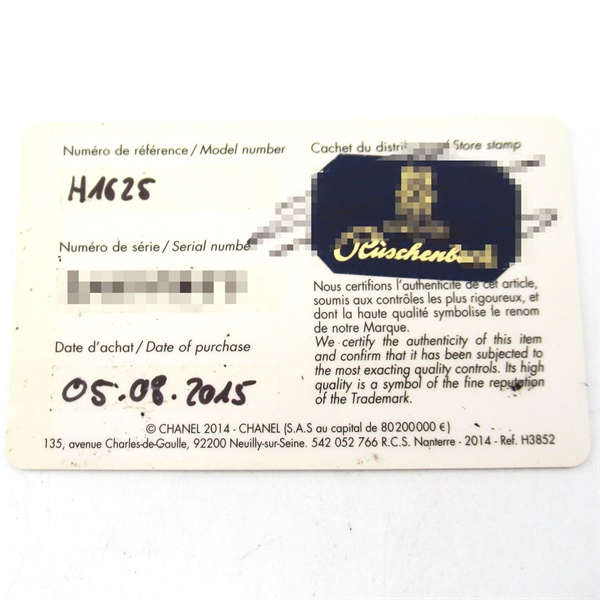 Numéro de référence / Model number
H1625
Numéro de série / Serial numbe
Date d'achat / Date of purchase
05.08.2015
Cachet du Store stamp
Nous certifions l'authenticité de cet article,
soumis aux contrôles les plus rigoureux, et
dont la haute qualité symbolise le renom
de notre Marque.
We certify the authenticity of this item
and confirm that it has been subjected to
the most exacting quality controls. Its high
quality is a symbol of the fine reputation
of the Trademark.
© CHANEL 2014 - CHANEL (S.A.S au capital de 80 200 000 €)
135, avenue Charles-de-Gaulle, 92200 Neuilly-sur-Seine. 542 052 766 R.C.S. Nanterre - 2014 - Ref. H3852